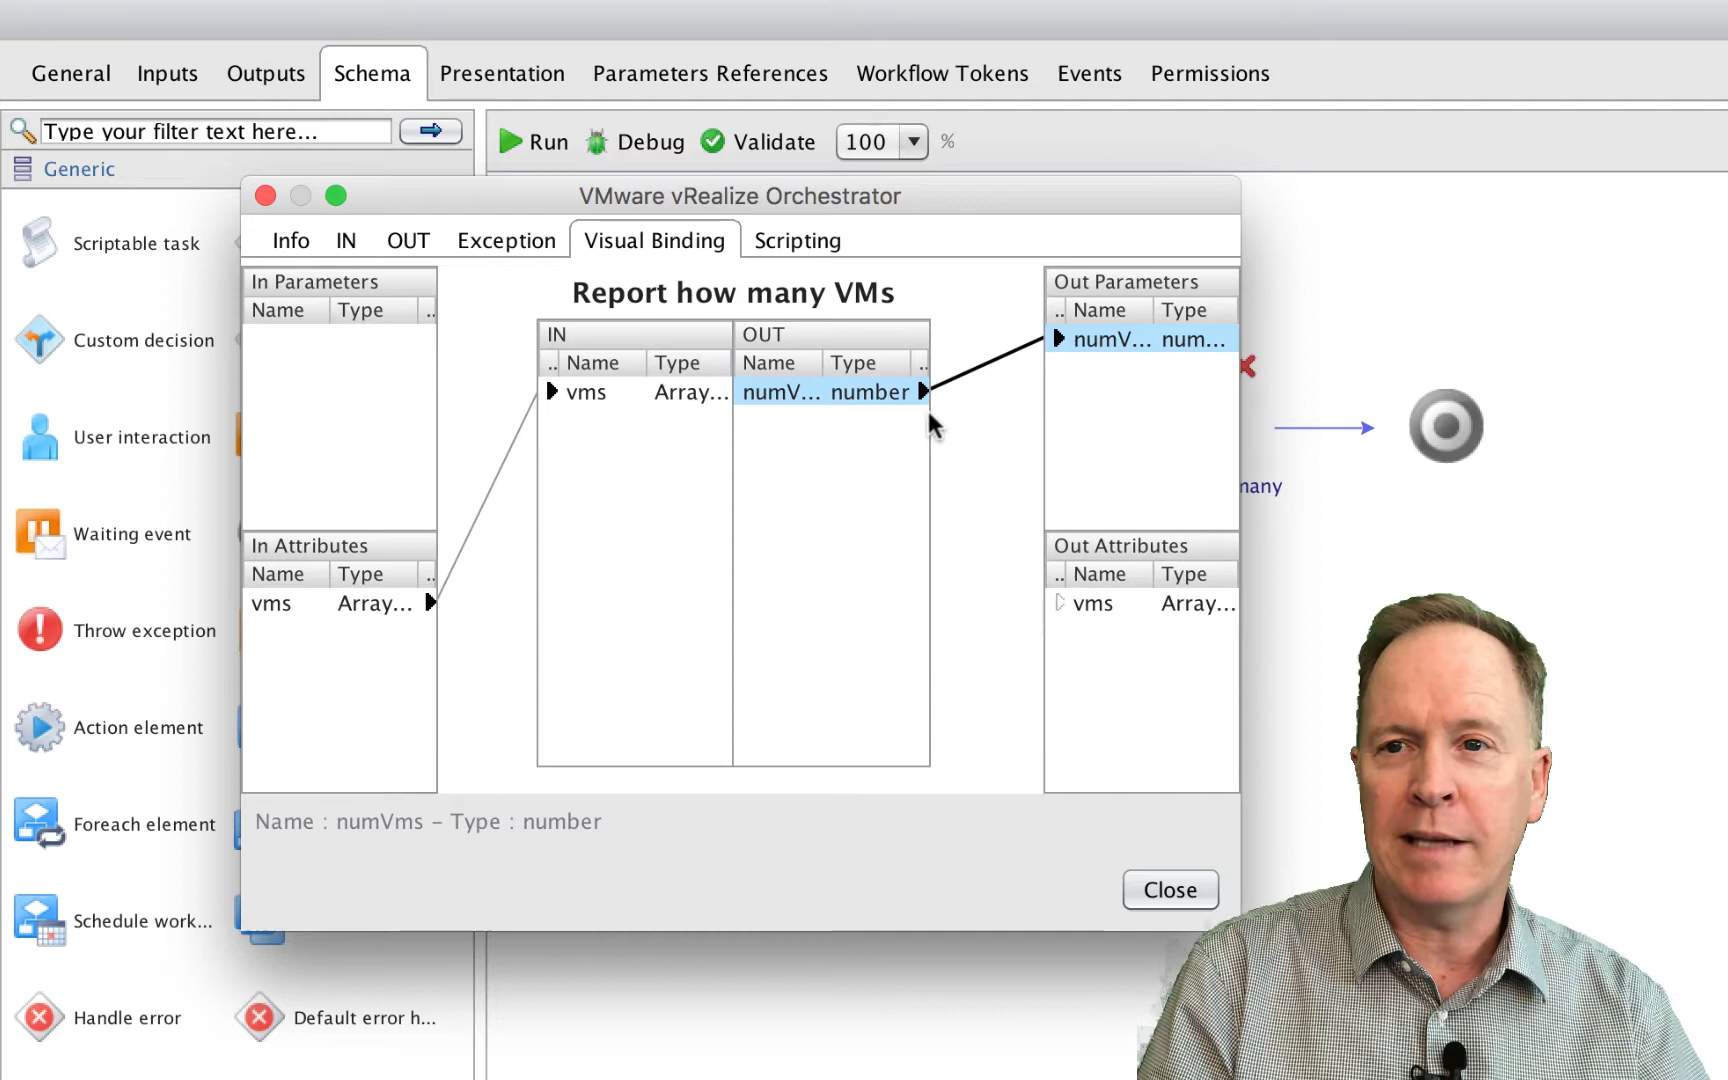 General Inputs Outputs Schema Presentation Parameters References Workflow Tokens Events Permissions
Type your filter text here...
Run Debug Validate 100 %
Generic
VMware vRealize Orchestrator
Info IN OUT Exception Visual Binding Scripting
Scriptable task
Custom decision
User interaction
Waiting event
Throw exception
Action element
Foreach element
Schedule work...
Handle error
Default error h...
In Parameters
Name Type ..
In Attributes
Name Type ..
vms Array...
Report how many VMs
IN OUT
.. Name Type Name Type ..
vms Array... numV... number
Out Parameters
.. Name Type
numV... num...
Out Attributes
.. Name Type
vms Array...
many
Name : numVms – Type : number
Close